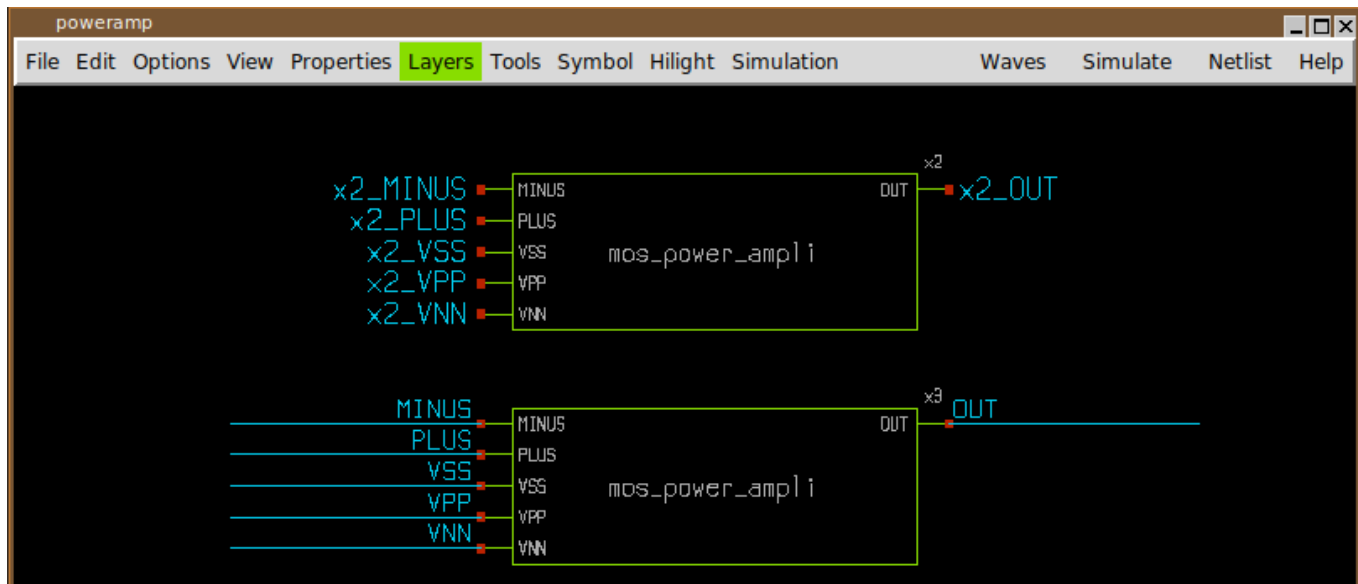 poweramp
File Edit Options View Properties Layers Tools Symbol Hilight Simulation Waves Simulate Netlist Help
x2
x2_MINUS MINUS OUT x2_OUT
x2_PLUS PLUS
x2_VSS VSS mos_power_ampli
x2_VPP VPP
x2_VNN VNN
x3
MINUS MINUS OUT OUT
PLUS PLUS
VSS VSS mos_power_ampli
VPP VPP
VNN VNN